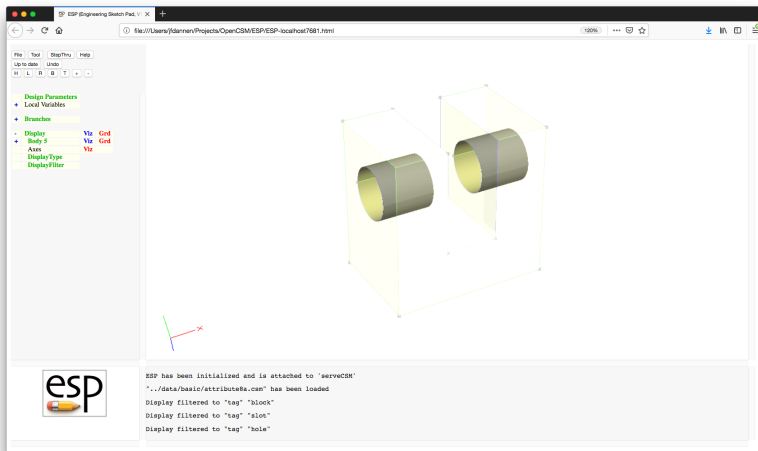 ESP (Engineering Sketch Pad, V
file:///Users/jfdannen/Projects/OpenCSM/ESP/ESP-localhost7681.html
120%
File Tool StepThru Help
Up to date Undo
H L R B T + -
Design Parameters
+ Local Variables
+ Branches
- Display Viz Grd
+ Body 5 Viz Grd
Axes Viz
DisplayType
DisplayFilter
X
esp
ESP has been initialized and is attached to 'serveCSM'
"../data/basic/attribute8a.csm" has been loaded
Display filtered to "tag" "block"
Display filtered to "tag" "slot"
Display filtered to "tag" "hole"